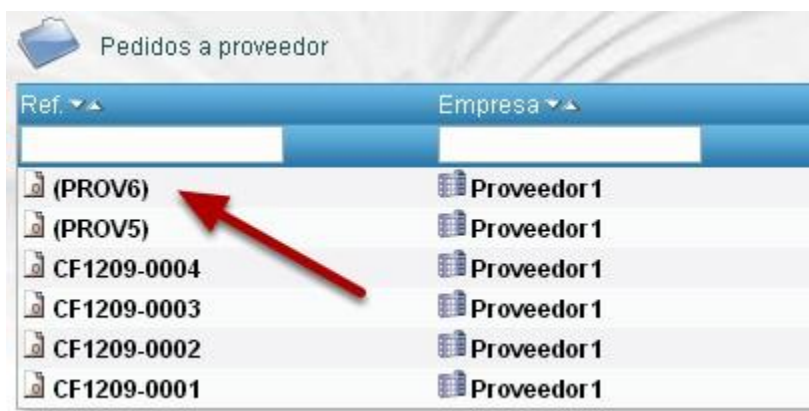 Pedidos a proveedor
Ref. Empresa
(PROV6) Proveedor1
(PROV5) Proveedor1
CF1209-0004 Proveedor1
CF1209-0003 Proveedor1
CF1209-0002 Proveedor1
CF1209-0001 Proveedor1